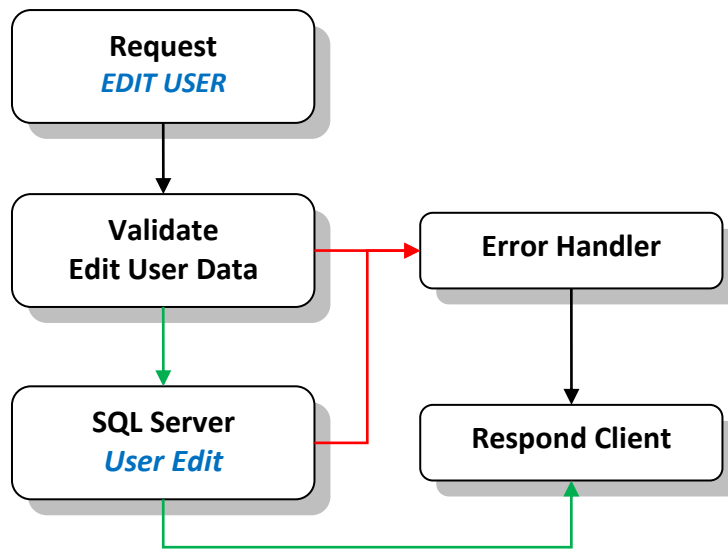 Request
EDIT USER
Validate
Edit User Data
Error Handler
SQL Server
User Edit
Respond Client